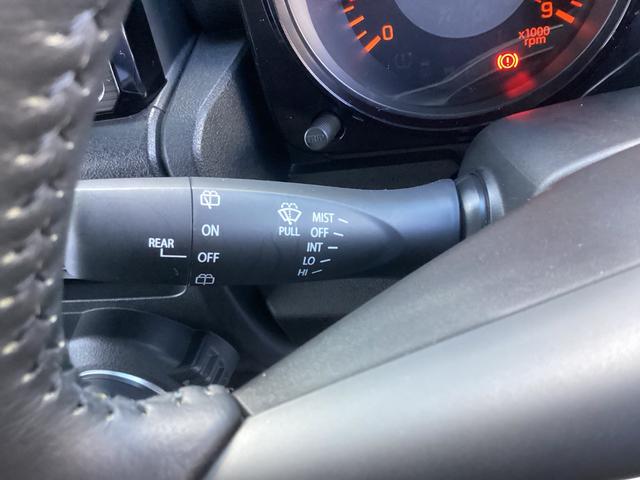 0
9
x1000
rpm
MIST
OFF
INT
LO
HI
PULL
ON
REAR
OFF